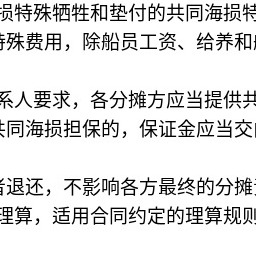 损特殊牺牲和垫付的共同海损特
特殊费用，除船员工资、给养和
系人要求，各分摊方应当提供共
共同海损担保的，保证金应当交
者退还，不影响各方最终的分摊
理算，适用合同约定的理算规则